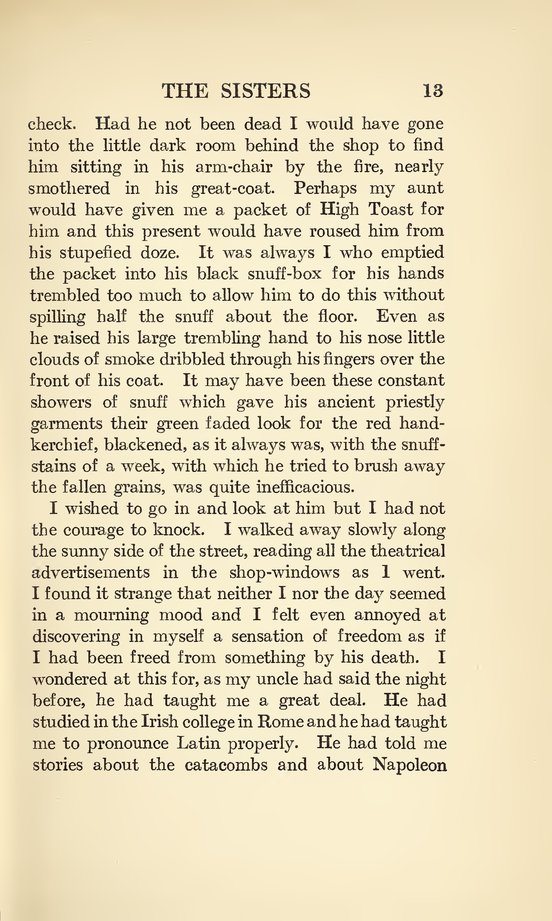 THE SISTERS 13
check. Had he not been dead I would have gone
into the little dark room behind the shop to find
him sitting in his arm-chair by the fire, nearly
smothered in his great-coat. Perhaps my aunt
would have given me a packet of High Toast for
him and this present would have roused him from
his stupefied doze. It was always I who emptied
the packet into his black snuff-box for his hands
trembled too much to allow him to do this without
spilling half the snuff about the floor. Even as
he raised his large trembling hand to his nose little
clouds of smoke dribbled through his fingers over the
front of his coat. It may have been these constant
showers of snuff which gave his ancient priestly
garments their green faded look for the red hand-
kerchief, blackened, as it always was, with the snuff-
stains of a week, with which he tried to brush away
the fallen grains, was quite inefficacious.
I wished to go in and look at him but I had not
the courage to knock. I walked away slowly along
the sunny side of the street, reading all the theatrical
advertisements in the shop-windows as I went.
I found it strange that neither I nor the day seemed
in a mourning mood and I felt even annoyed at
discovering in myself a sensation of freedom as if
I had been freed from something by his death. I
wondered at this for, as my uncle had said the night
before, he had taught me a great deal. He had
studied in the Irish college in Rome and he had taught
me to pronounce Latin properly. He had told me
stories about the catacombs and about Napoleon